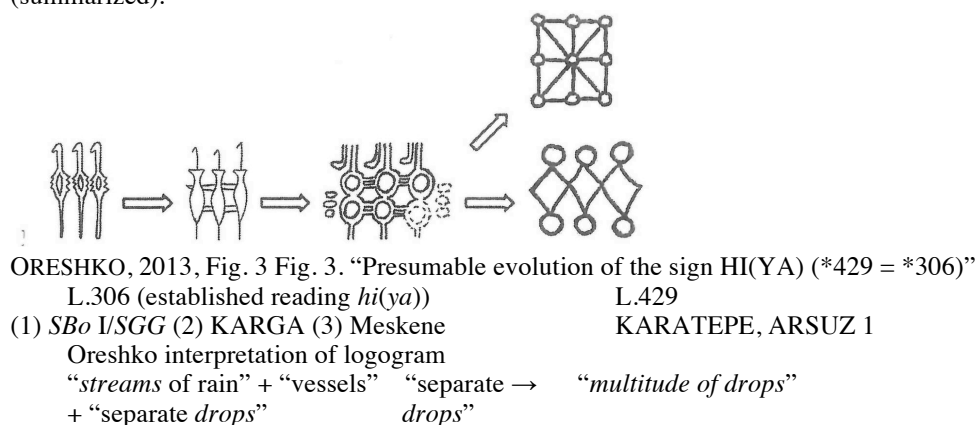 (summarized).
ORESHKO, 2013, Fig. 3 Fig. 3. “Presumable evolution of the sign HI(YA) (*429 = *306)”
L.306 (established reading hi(ya)) L.429
(1) SBo I/SGG (2) KARGA (3) Meskene KARATEPE, ARSUZ 1
Oreshko interpretation of logogram
“streams of rain” + “vessels” “separate → “multitude of drops”
+ “separate drops” drops”